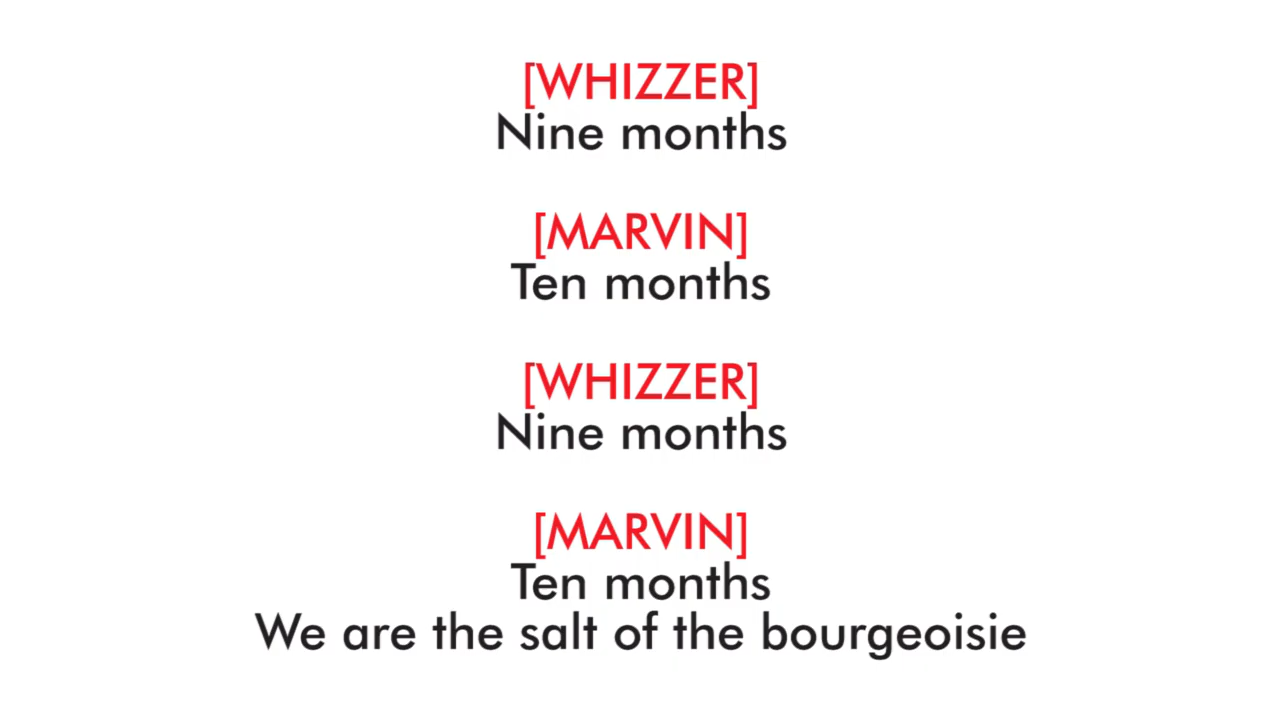 [WHIZZER]
Nine months
[MARVIN]
Ten months
[WHIZZER]
Nine months
[MARVIN]
Ten months
We are the salt of the bourgeoisie